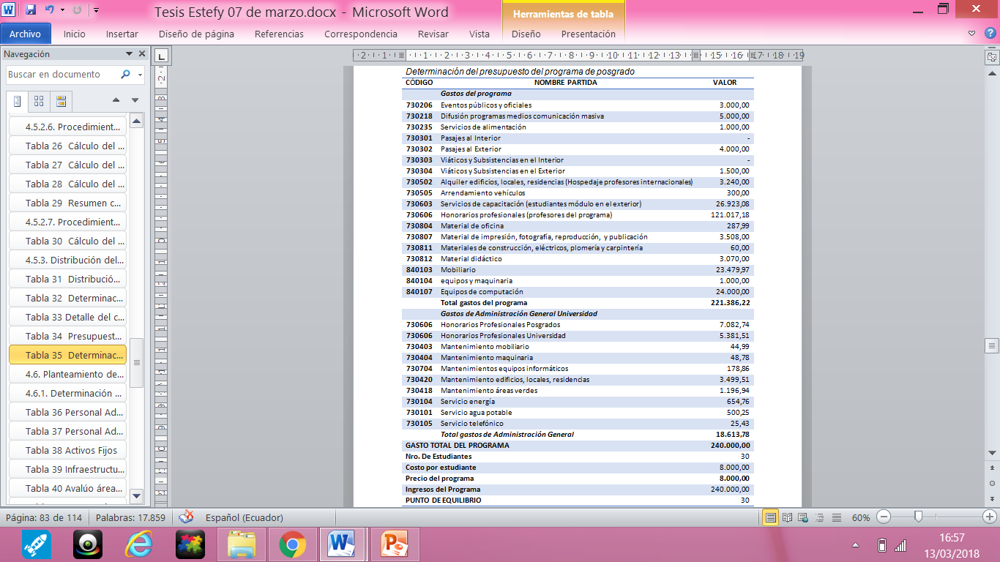 Tesis Estefy 07 de marzo.docx - Microsoft Word
Herramientas de tabla
Archivo Inicio Insertar Diseño de página Referencias Correspondencia Revisar Vista Diseño Presentación
Navegación
Buscar en documento
4.5.2.6. Procedimient...
Tabla 26 Cálculo del ...
Tabla 27 Cálculo del ...
Tabla 28 Cálculo del ...
Tabla 29 Resumen c...
4.5.2.7. Procedimient...
Tabla 30 Cálculo del ...
4.5.3. Distribución del...
Tabla 31 Distribució...
Tabla 32 Determinac...
Tabla 33 Detalle del c...
Tabla 34 Presupuest...
Tabla 35 Determinac...
4.6. Planteamiento de...
4.6.1. Determinación ...
Tabla 36 Personal Ad...
Tabla 37 Personal Ad...
Tabla 38 Activos Fijos
Tabla 39 Infraestructu...
Tabla 40 Avalúo área...
2 1 1 2 3 4 5 6 7 8 9 10 11 12 13 15 16 17 18 19
Determinación del presupuesto del programa de posgrado
CÓDIGO NOMBRE PARTIDA VALOR
Gastos del programa
730206 Eventos públicos y oficiales 3.000,00
730218 Difusión programas medios comunicación masiva 5.000,00
730235 Servicios de alimentación 1.000,00
730301 Pasajes al Interior -
730302 Pasajes al Exterior 4.000,00
730303 Viáticos y Subsistencias en el Interior -
730304 Viáticos y Subsistencias en el Exterior 1.500,00
730502 Alquiler edificios, locales, residencias (Hospedaje profesores internacionales) 3.240,00
730505 Arrendamiento vehículos 300,00
730603 Servicios de capacitación (estudiantes módulo en el exterior) 26.923,08
730606 Honorarios profesionales (profesores del programa) 121.017,18
730804 Material de oficina 287,99
730807 Material de impresión, fotografía, reproducción, y publicación 3.508,00
730811 Materiales de construcción, eléctricos, plomería y carpintería 60,00
730812 Material didáctico 3.070,00
840103 Mobiliario 23.479,97
840104 equipos y maquinaria 1.000,00
840107 Equipos de computación 24.000,00
Total gastos del programa 221.386,22
Gastos de Administración General Universidad
730606 Honorarios Profesionales Posgrados 7.082,74
730606 Honorarios Profesionales Universidad 5.381,51
730403 Mantenimiento mobiliario 44,99
730404 Mantenimiento maquinaria 48,78
730704 Mantenimientos equipos informáticos 178,86
730420 Mantenimiento edificios, locales, residencias 3.499,51
730418 Mantenimiento áreas verdes 1.196,94
730104 Servicio energía 654,76
730101 Servicio agua potable 500,25
730105 Servicio telefónico 25,43
Total gastos de Administración General 18.613,78
GASTO TOTAL DEL PROGRAMA 240.000,00
Nro. De Estudiantes 30
Costo por estudiante 8.000,00
Precio del programa 8.000,00
Ingresos del Programa 240.000,00
PUNTO DE EQUILIBRIO 30
Página: 83 de 114 Palabras: 17.859 Español (Ecuador) 60%
16:57
13/03/2018